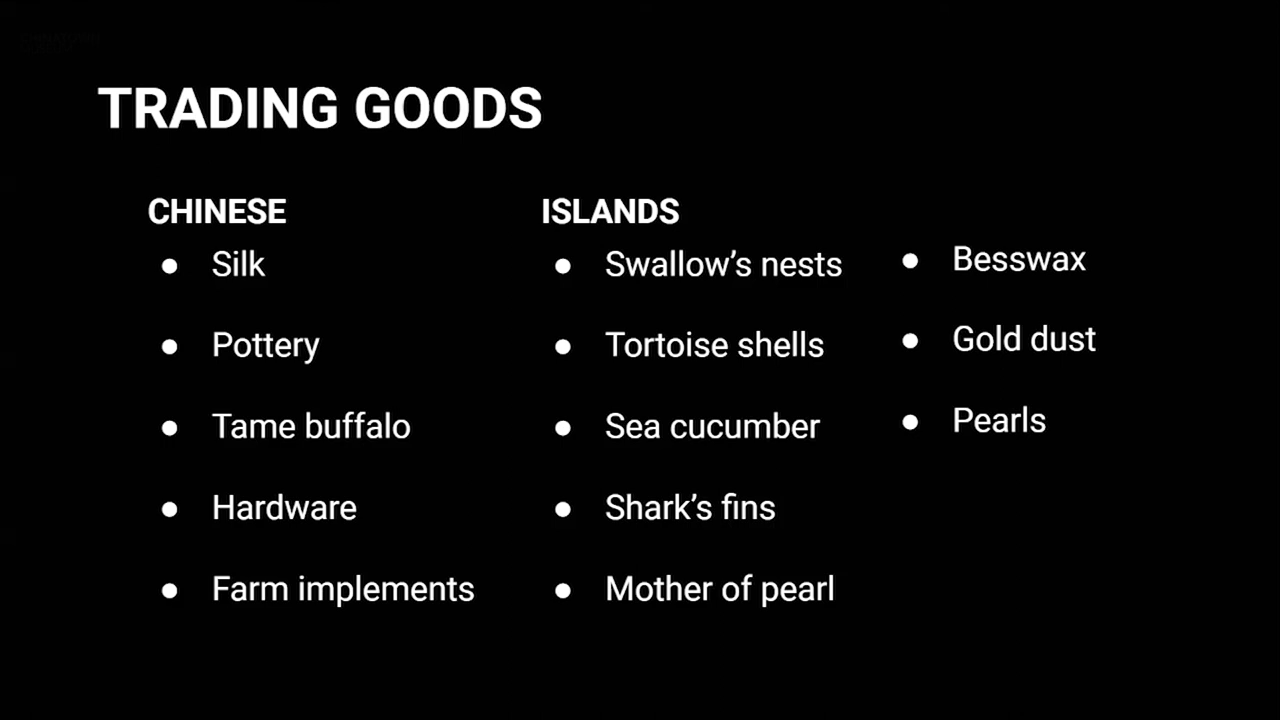 TRADING GOODS
CHINESE
● Silk
● Pottery
● Tame buffalo
● Hardware
● Farm implements
ISLANDS
● Swallow’s nests
● Tortoise shells
● Sea cucumber
● Shark’s fins
● Mother of pearl
● Besswax
● Gold dust
● Pearls